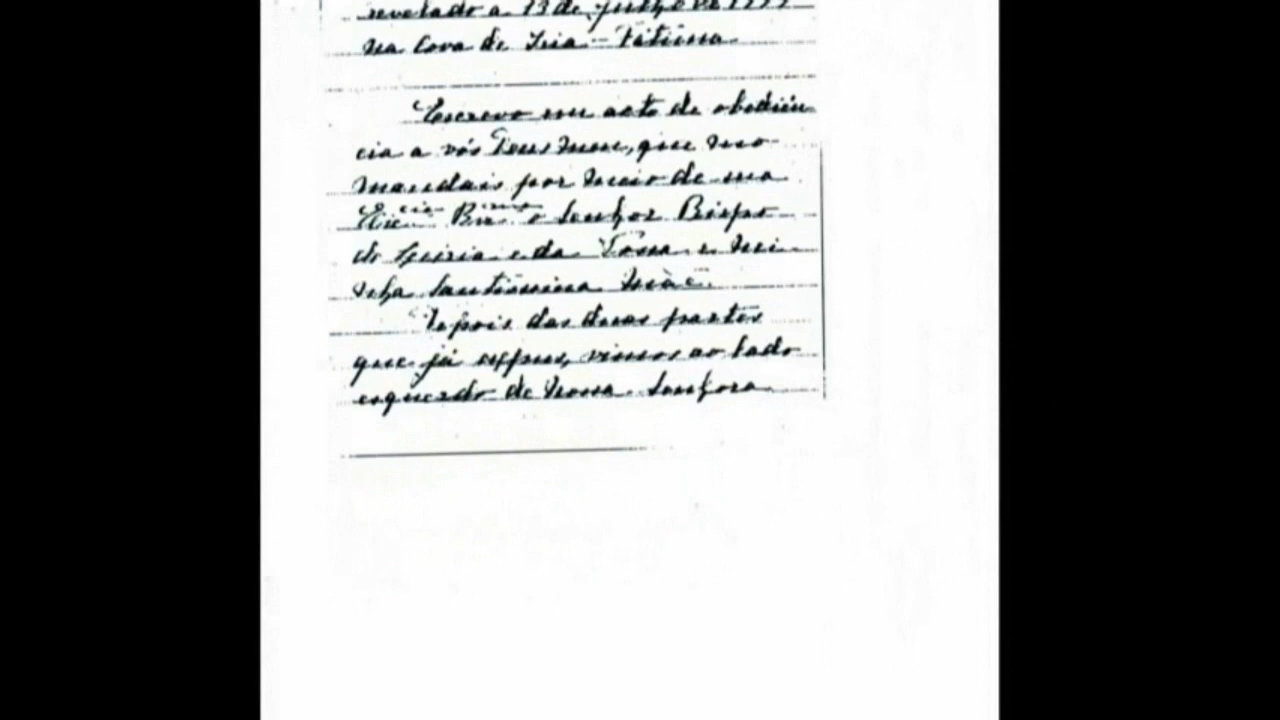 revelado a 13 de julho de 1917
na Cova da Iria – Fátima
Escrevo em acto de obediên
cia a vós Deus meu, que mo
mandais por meio de sua
Ex.cia Rev.ma o Senhor Bispo
de Leiria e da Vossa e mi
nha Santissima Mãe.
Depois das duas partes
que já expus, vimos ao lado
esquerdo de Nossa Senhora